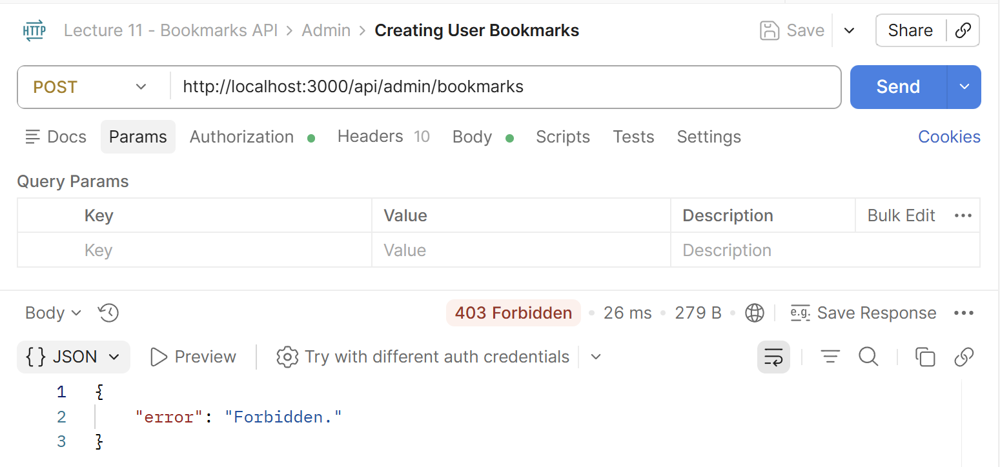 HTTP Lecture 11 - Bookmarks API > Admin > Creating User Bookmarks Save Share
POST http://localhost:3000/api/admin/bookmarks Send
Docs Params Authorization Headers 10 Body Scripts Tests Settings Cookies
Query Params
Key Value Description Bulk Edit
Key Value Description
Body 403 Forbidden 26 ms 279 B e.g. Save Response
{} JSON Preview Try with different auth credentials
1 {
2 "error": "Forbidden."
3 }